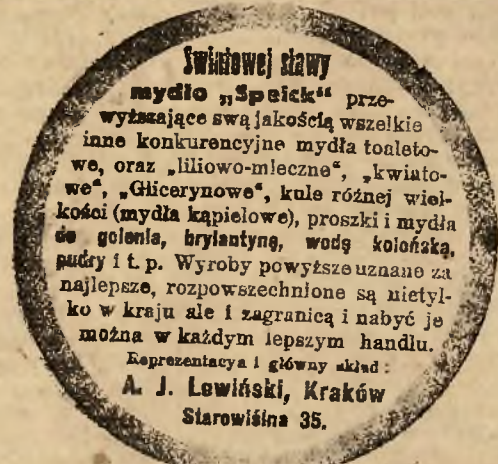 Światowej sławy
mydło „Speick“ prze-
wyższające swą jakością wszelkie
inne konkurencyjne mydła toaleto-
we, oraz „liliowo-mleczne“, „kwiato-
we“, „Glicerynowe“, kule różnej wiel-
kości (mydła kąpielowe), proszki i mydła
do golenia, brylantynę, wodę kolońską,
pudry i t. p. Wyroby powyższe uznane za
najlepsze, rozpowszechnione są nietyl-
ko w kraju ale i zagranicą i nabyć je
można w każdym lepszym handlu.
Reprezentacya i główny skład:
A. J. Lewiński, Kraków
Starowiślna 35.